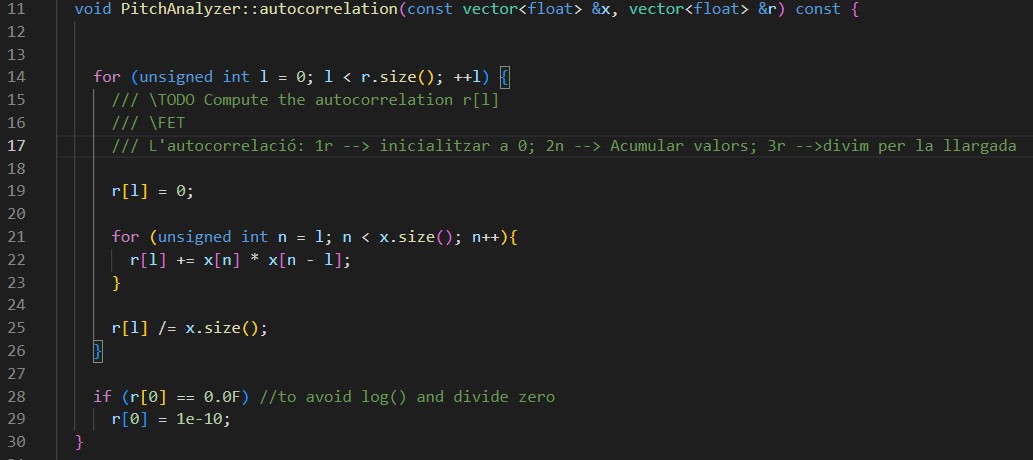 11 void PitchAnalyzer::autocorrelation(const vector<float> &x, vector<float> &r) const {
12
13
14 for (unsigned int l = 0; l < r.size(); ++l) {
15 /// \TODO Compute the autocorrelation r[l]
16 /// \FET
17 /// L'autocorrelació: 1r --> inicialitzar a 0; 2n --> Acumular valors; 3r -->divim per la llargada
18
19 r[l] = 0;
20
21 for (unsigned int n = l; n < x.size(); n++){
22 r[l] += x[n] * x[n - l];
23 }
24
25 r[l] /= x.size();
26 }
27
28 if (r[0] == 0.0F) //to avoid log() and divide zero
29 r[0] = 1e-10;
30 }